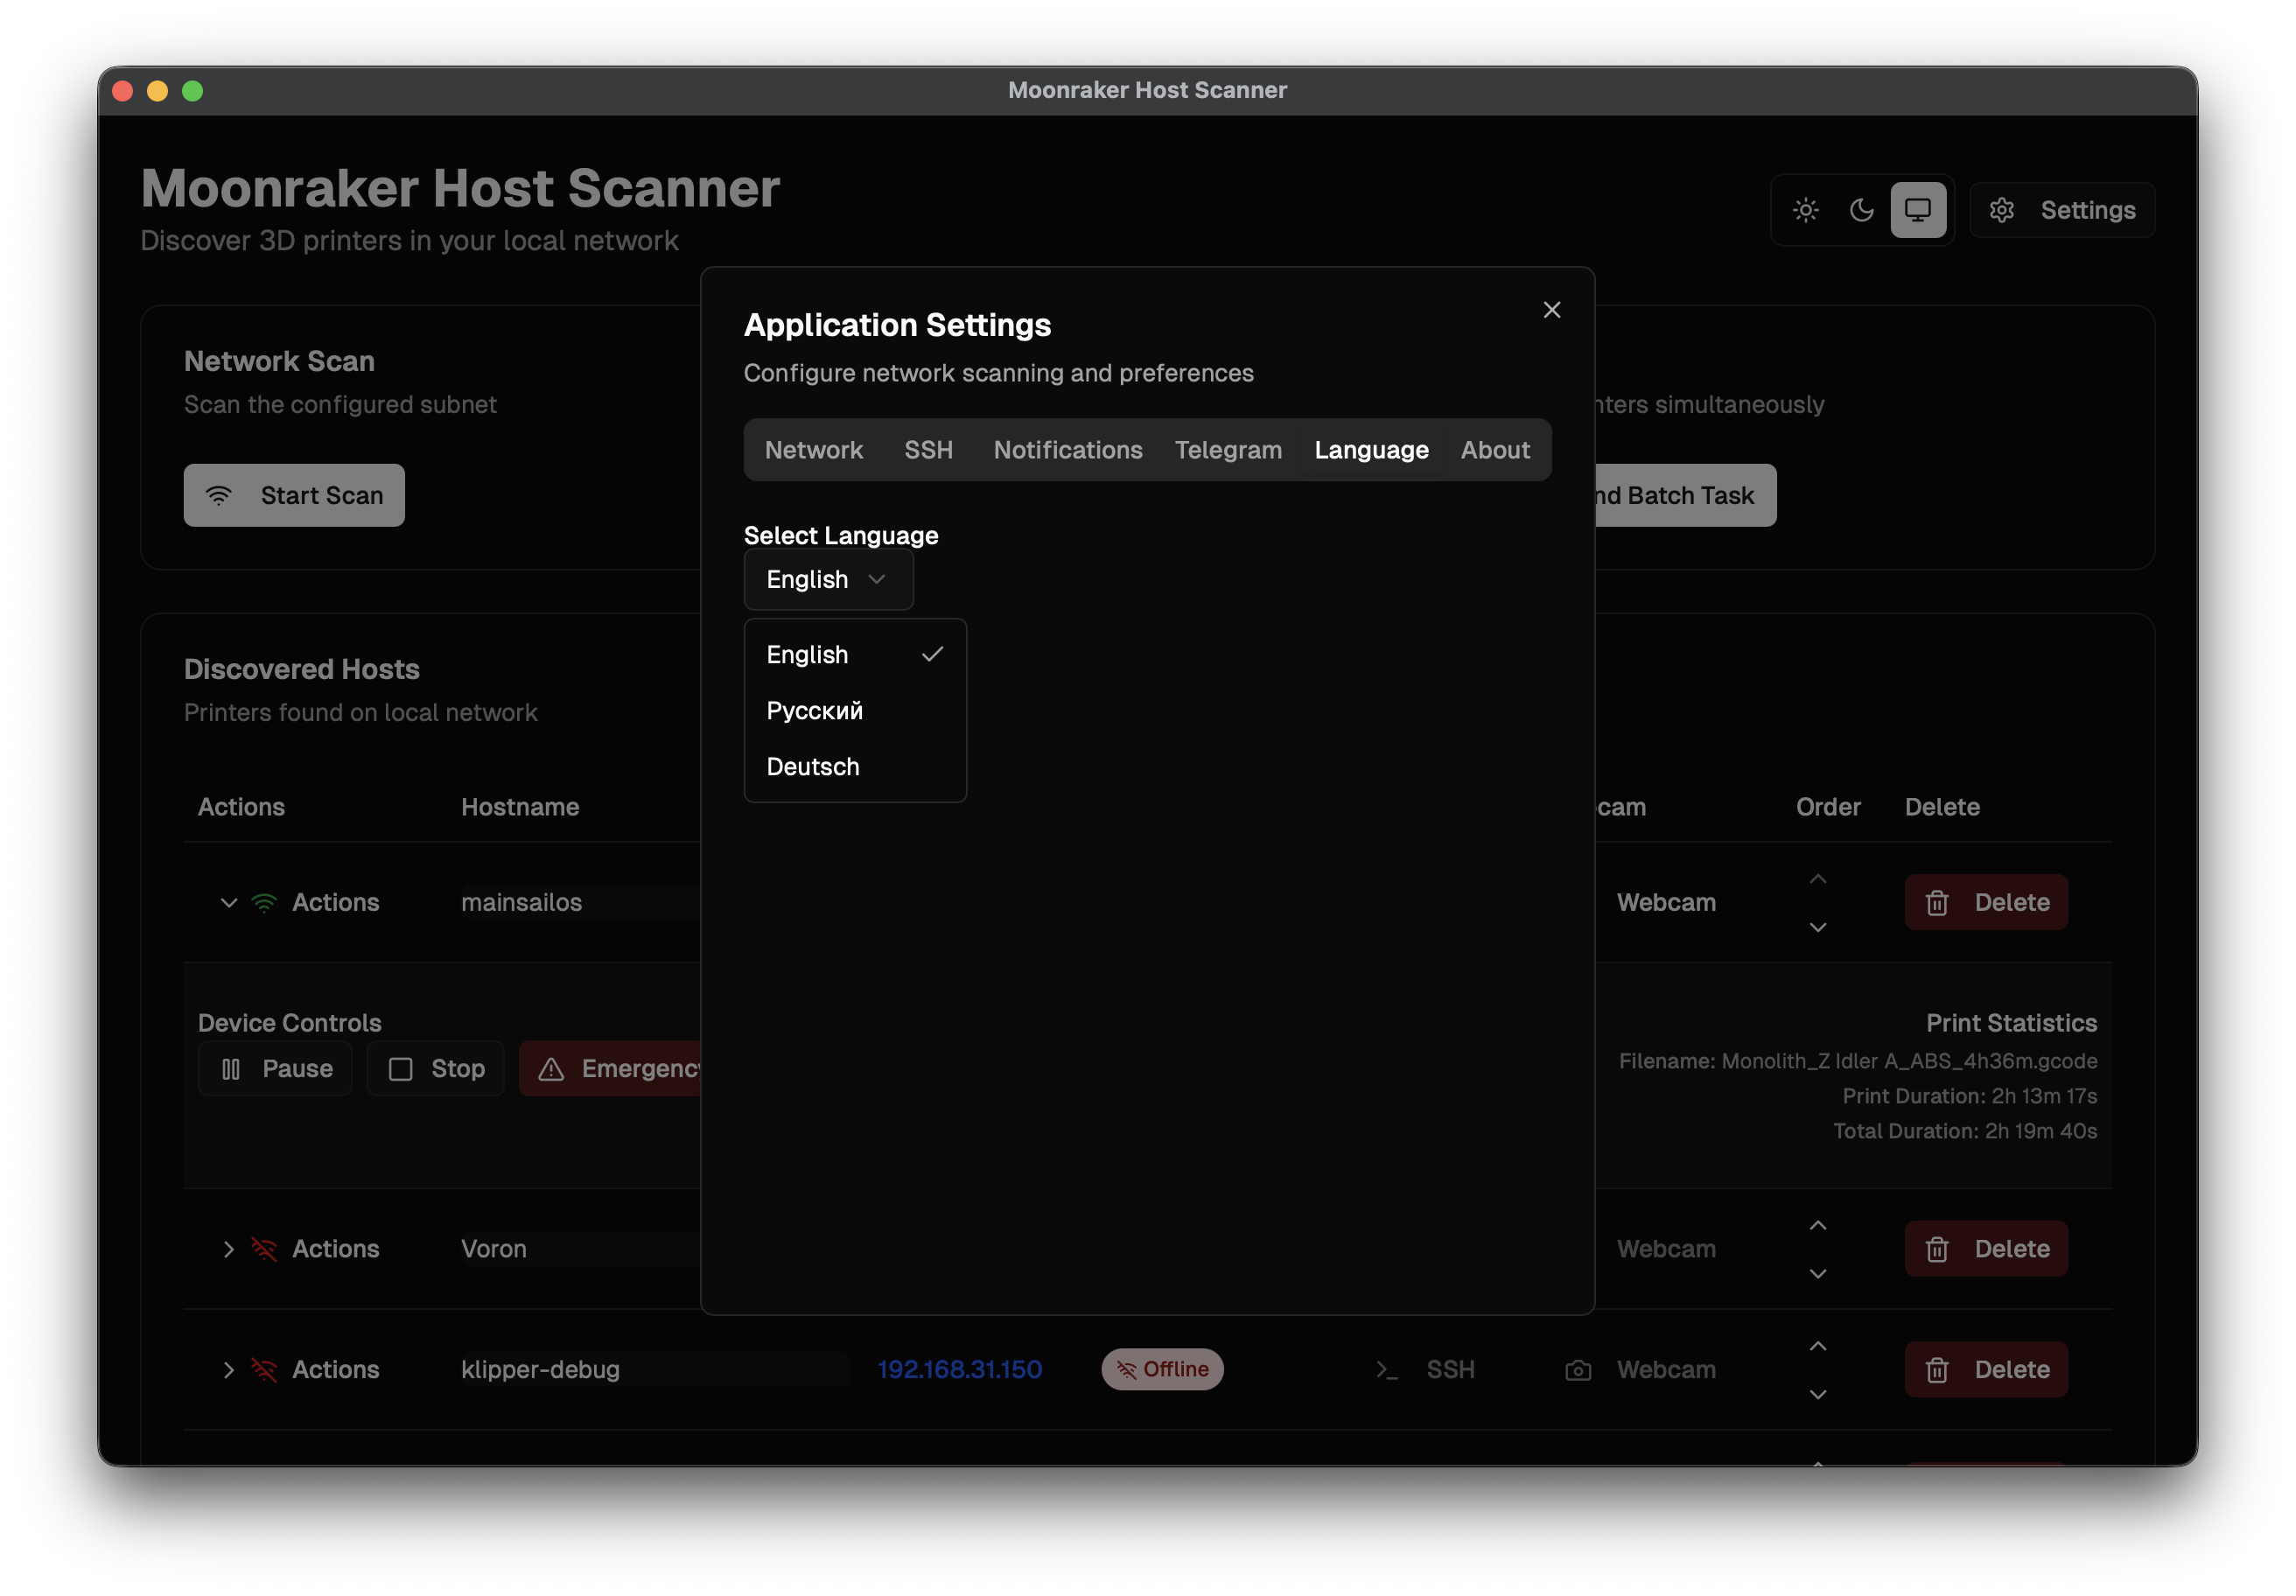 Moonraker Host Scanner
Moonraker Host Scanner
Discover 3D printers in your local network
Settings
Network Scan
Scan the configured subnet
Start Scan
nters simultaneously
nd Batch Task
Application Settings
Configure network scanning and preferences
Network SSH Notifications Telegram Language About
Select Language
English
English
Русский
Deutsch
Discovered Hosts
Printers found on local network
Actions Hostname cam Order Delete
Actions mainsailos Webcam Delete
Device Controls
Pause Stop Emergency
Print Statistics
Filename: Monolith_Z Idler A_ABS_4h36m.gcode
Print Duration: 2h 13m 17s
Total Duration: 2h 19m 40s
Actions Voron Webcam Delete
Actions klipper-debug 192.168.31.150 Offline SSH Webcam Delete